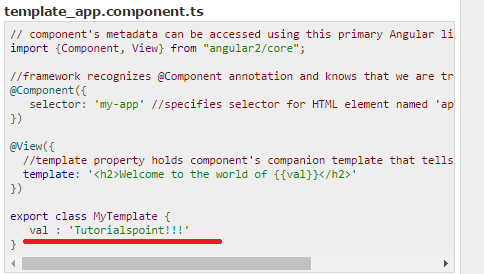 template_app.component.ts
// component's metadata can be accessed using this primary Angular li
import {Component, View} from "angular2/core";
//framework recognizes @Component annotation and knows that we are tr
@Component({
selector: 'my-app' //specifies selector for HTML element named 'ap
})
@View({
//template property holds component's companion template that tells
template: '<h2>Welcome to the world of {{val}}</h2>'
})
export class MyTemplate {
val : 'Tutorialspoint!!!'
}